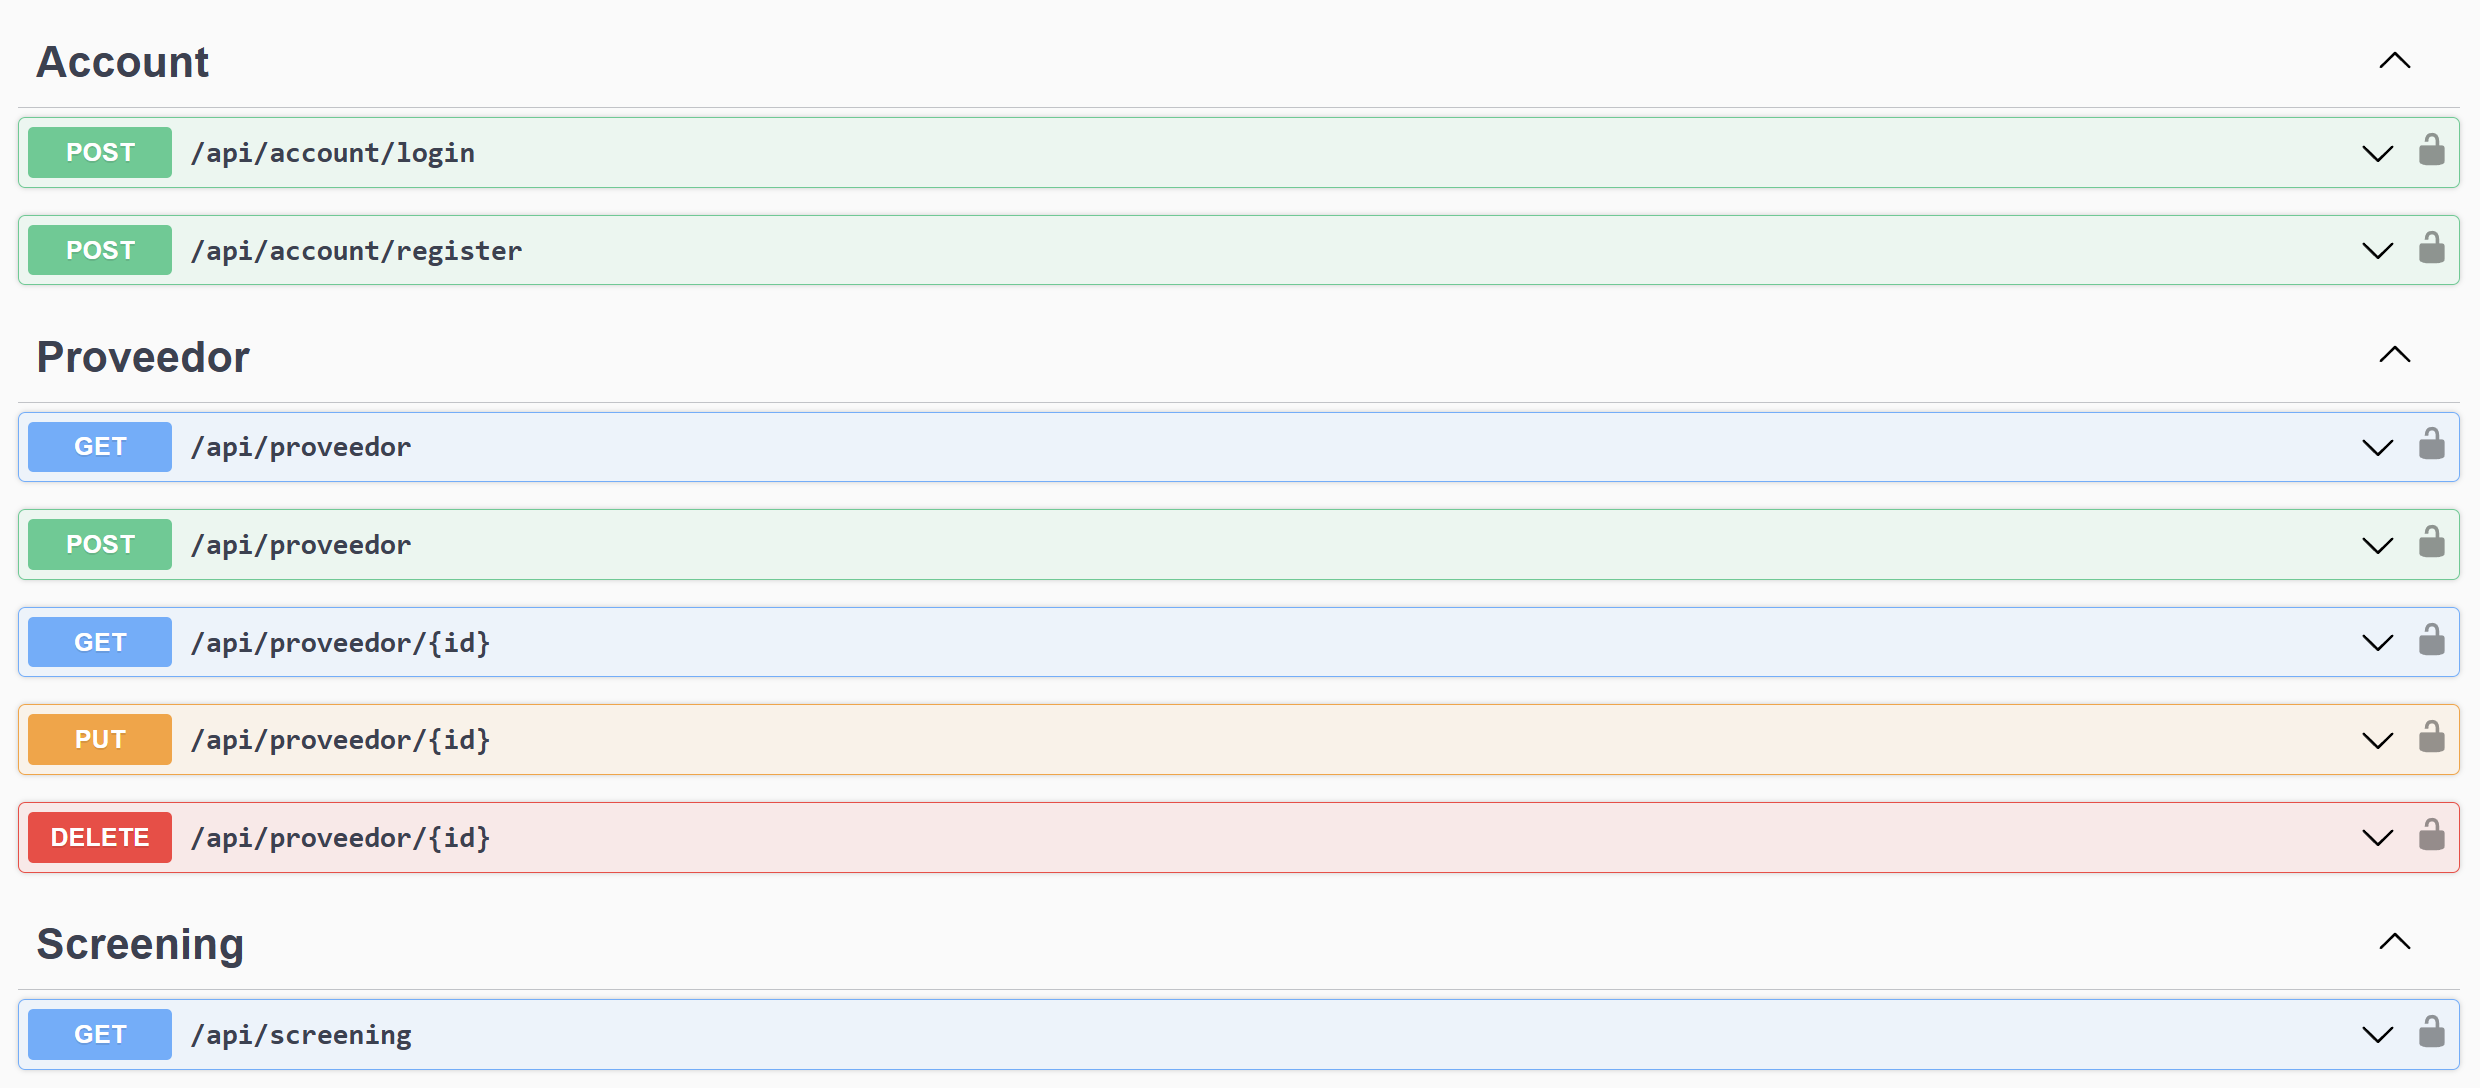 Account
POST /api/account/login
POST /api/account/register
Proveedor
GET /api/proveedor
POST /api/proveedor
GET /api/proveedor/{id}
PUT /api/proveedor/{id}
DELETE /api/proveedor/{id}
Screening
GET /api/screening